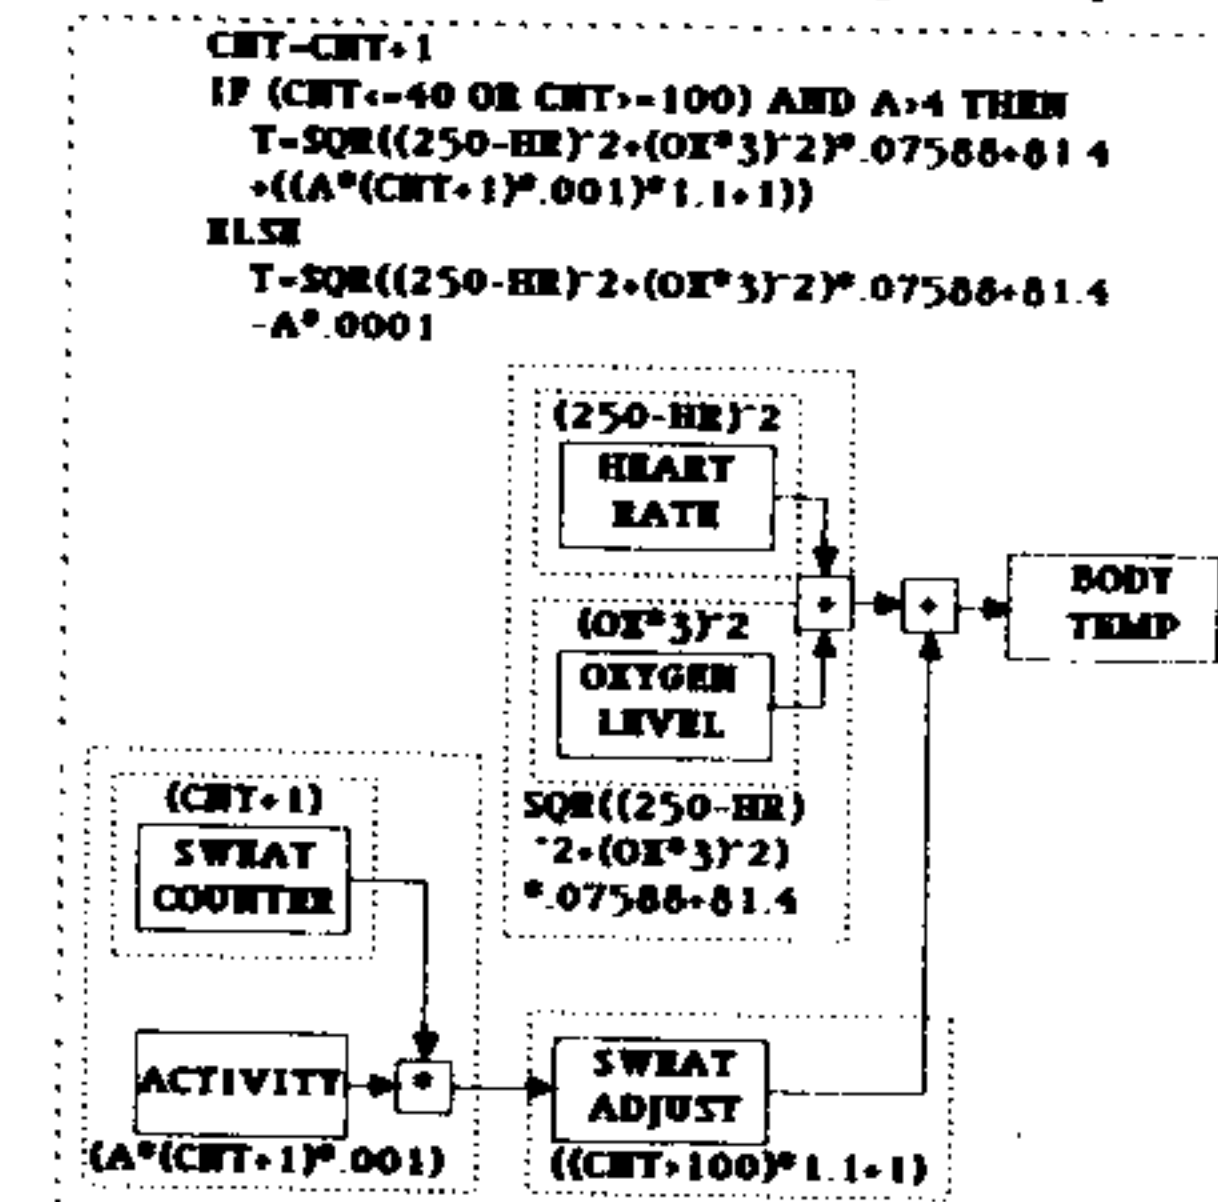 CNT=CNT+1
IF (CNT<=40 OR CNT>=100) AND A>4 THEN
T=SQR((250-HR)^2+(OX*3)^2)*.07588+81.4
+((A*(CNT+1)*.001)*1.1+1))
ELSE
T=SQR((250-HR)^2+(OX*3)^2)*.07588+81.4
-A*.0001
(250-HR)^2
HEART
RATE
+
+
BODY
TEMP
(OX*3)^2
OXYGEN
LEVEL
SQR((250-HR)
^2+(OX*3)^2)
*.07588+81.4
(CNT+1)
SWEAT
COUNTER
ACTIVITY
*
(A*(CNT+1)*.001)
SWEAT
ADJUST
((CNT>100)*1.1+1)